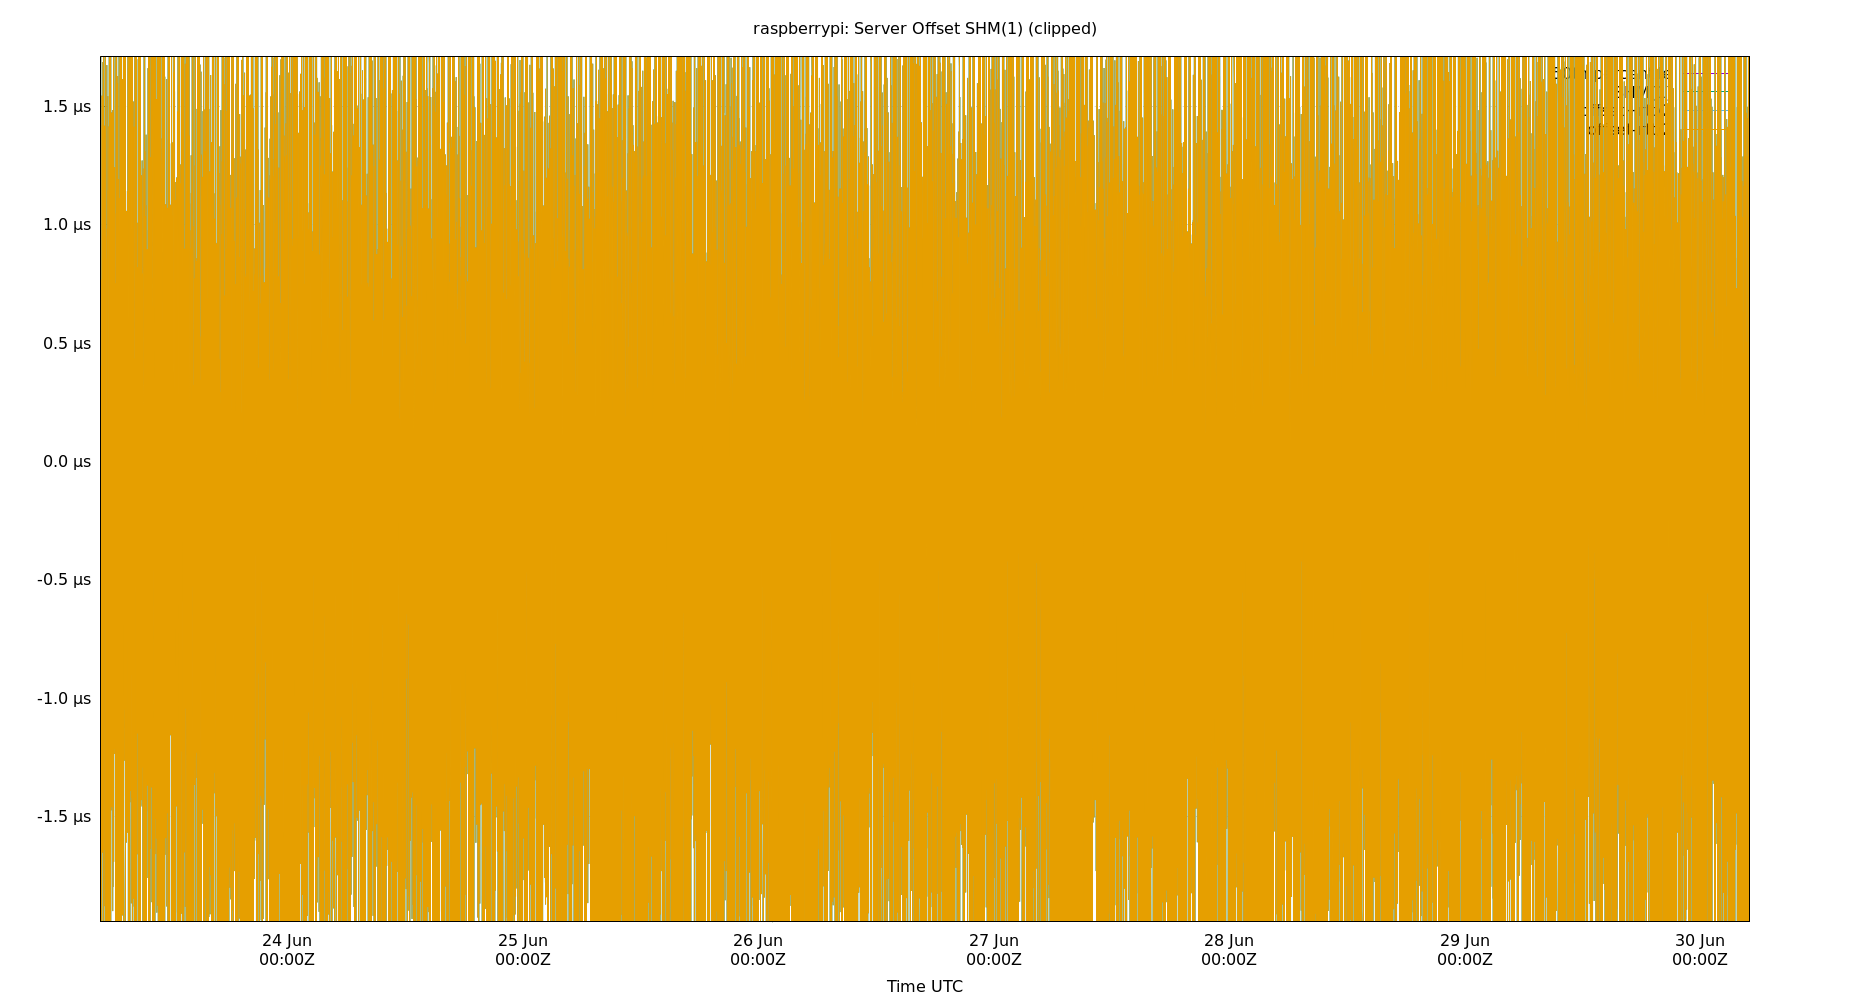 raspberrypi: Server Offset SHM(1) (clipped)
1.5 µs
1.0 µs
0.5 µs
0.0 µs
-0.5 µs
-1.0 µs
-1.5 µs
24 Jun 25 Jun 26 Jun 27 Jun 28 Jun 29 Jun 30 Jun
00:00Z 00:00Z 00:00Z 00:00Z 00:00Z 00:00Z 00:00Z
Time UTC